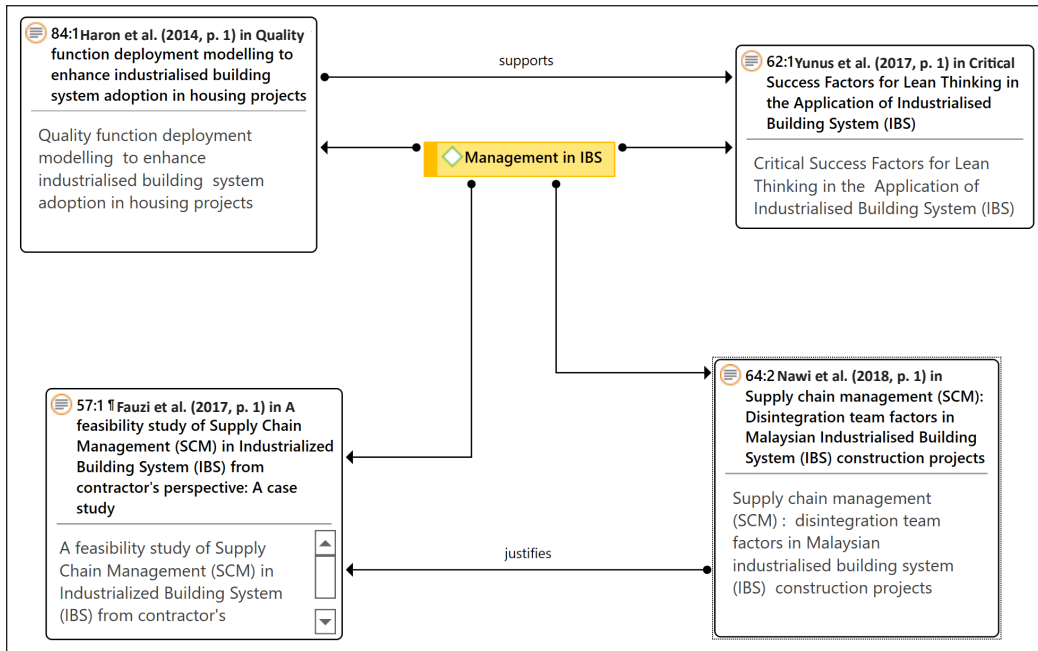 84:1 Haron et al. (2014, p. 1) in Quality
function deployment modelling to
enhance industrialised building
system adoption in housing projects
Quality function deployment
modelling to enhance
industrialised building system
adoption in housing projects
supports
62:1 Yunus et al. (2017, p. 1) in Critical
Success Factors for Lean Thinking in
the Application of Industrialised
Building System (IBS)
Critical Success Factors for Lean
Thinking in the Application of
Industrialised Building System (IBS)
Management in IBS
57:1 ¶ Fauzi et al. (2017, p. 1) in A
feasibility study of Supply Chain
Management (SCM) in Industrialized
Building System (IBS) from
contractor's perspective: A case
study
A feasibility study of Supply
Chain Management (SCM) in
Industrialized Building System
(IBS) from contractor's
justifies
64:2 Nawi et al. (2018, p. 1) in
Supply chain management (SCM):
Disintegration team factors in
Malaysian Industrialised Building
System (IBS) construction projects
Supply chain management
(SCM) : disintegration team
factors in Malaysian
industrialised building system
(IBS) construction projects